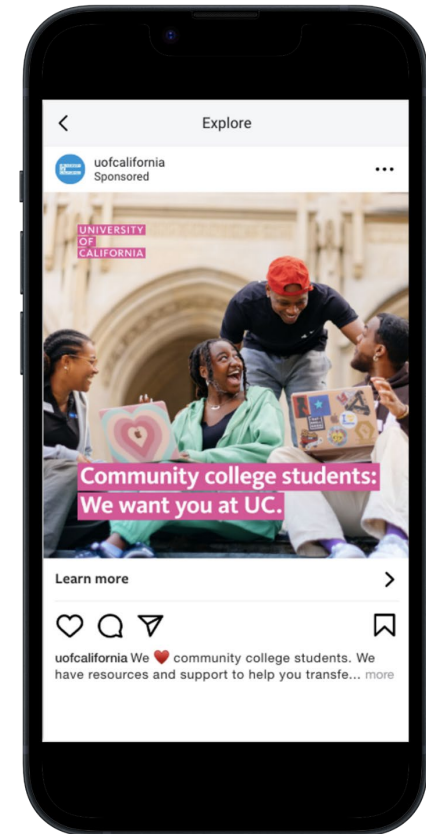 Explore
uofcalifornia
Sponsored
UNIVERSITY
OF
CALIFORNIA
Community college students:
We want you at UC.
Learn more
uofcalifornia We ❤️ community college students. We
have resources and support to help you transfe... more